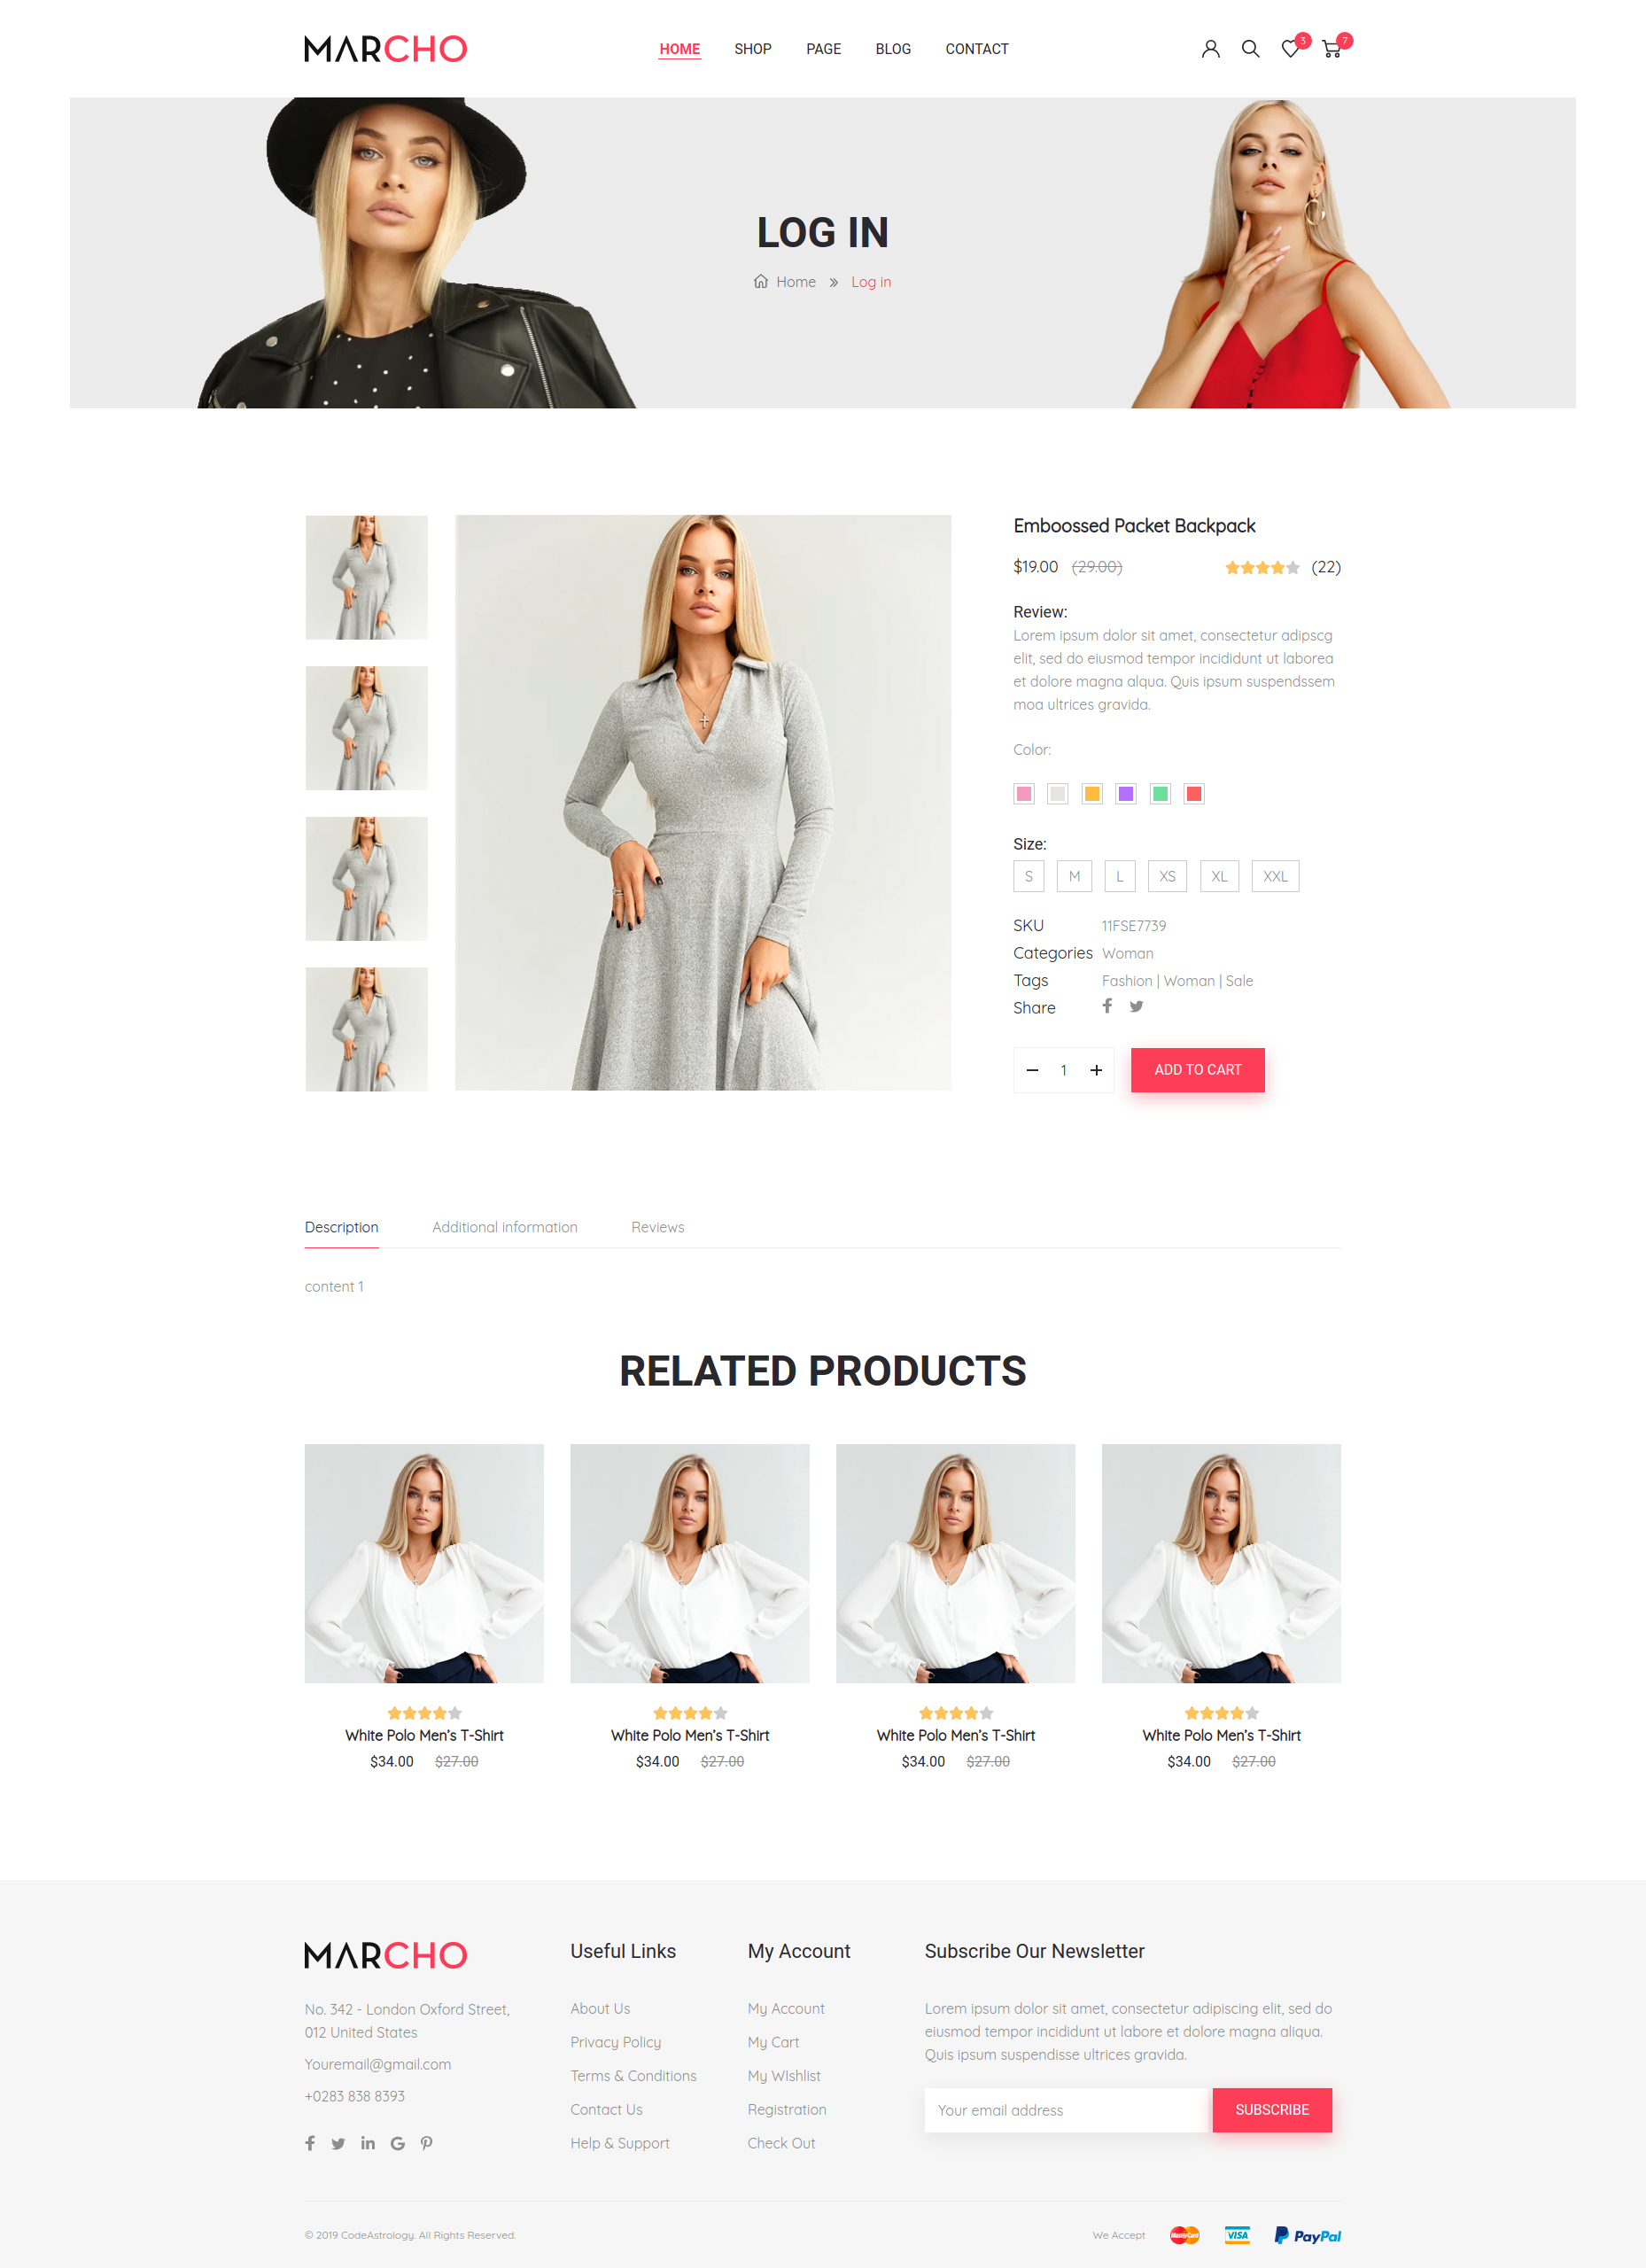 MARCHO
HOME
SHOP
PAGE
BLOG
CONTACT
3
7
LOG IN
Home » Log in
Emboossed Packet Backpack
$19.00 (29.00) (22)
Review:
Lorem ipsum dolor sit amet, consectetur adipscg
elit, sed do eiusmod tempor incididunt ut laborea
et dolore magna alqua. Quis ipsum suspendssem
moa ultrices gravida.
Color:
Size:
S M L XS XL XXL
SKU 11FSE7739
Categories Woman
Tags Fashion | Woman | Sale
Share
1 ADD TO CART
Description Additional information Reviews
content 1
RELATED PRODUCTS
White Polo Men's T-Shirt
$34.00 $27.00
White Polo Men's T-Shirt
$34.00 $27.00
White Polo Men's T-Shirt
$34.00 $27.00
White Polo Men's T-Shirt
$34.00 $27.00
MARCHO
No. 342 - London Oxford Street,
012 United States
Youremail@gmail.com
+0283 838 8393
Useful Links
About Us
Privacy Policy
Terms & Conditions
Contact Us
Help & Support
My Account
My Account
My Cart
My WIshlist
Registration
Check Out
Subscribe Our Newsletter
Lorem ipsum dolor sit amet, consectetur adipiscing elit, sed do
eiusmod tempor incididunt ut labore et dolore magna aliqua.
Quis ipsum suspendisse ultrices gravida.
Your email address SUBSCRIBE
© 2019 CodeAstrology. All Rights Reserved.
We Accept MasterCard VISA PayPal